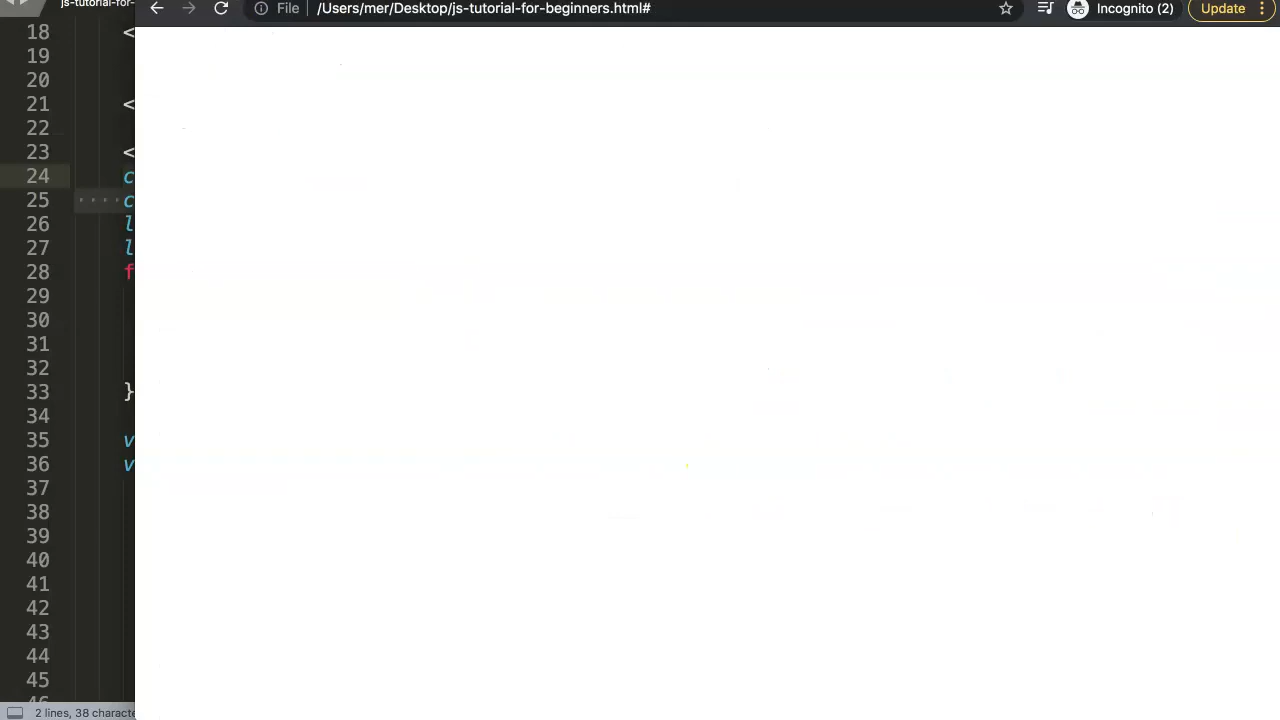 js-tutorial-for-
File
/Users/mer/Desktop/js-tutorial-for-beginners.html#
Incognito (2)
Update
18 <
19
20
21 <
22
23 <
24 c
25 c
26 l
27 l
28 f
29
30
31
32
33 }
34
35 v
36 v
37
38
39
40
41
42
43
44
45
2 lines, 38 characte